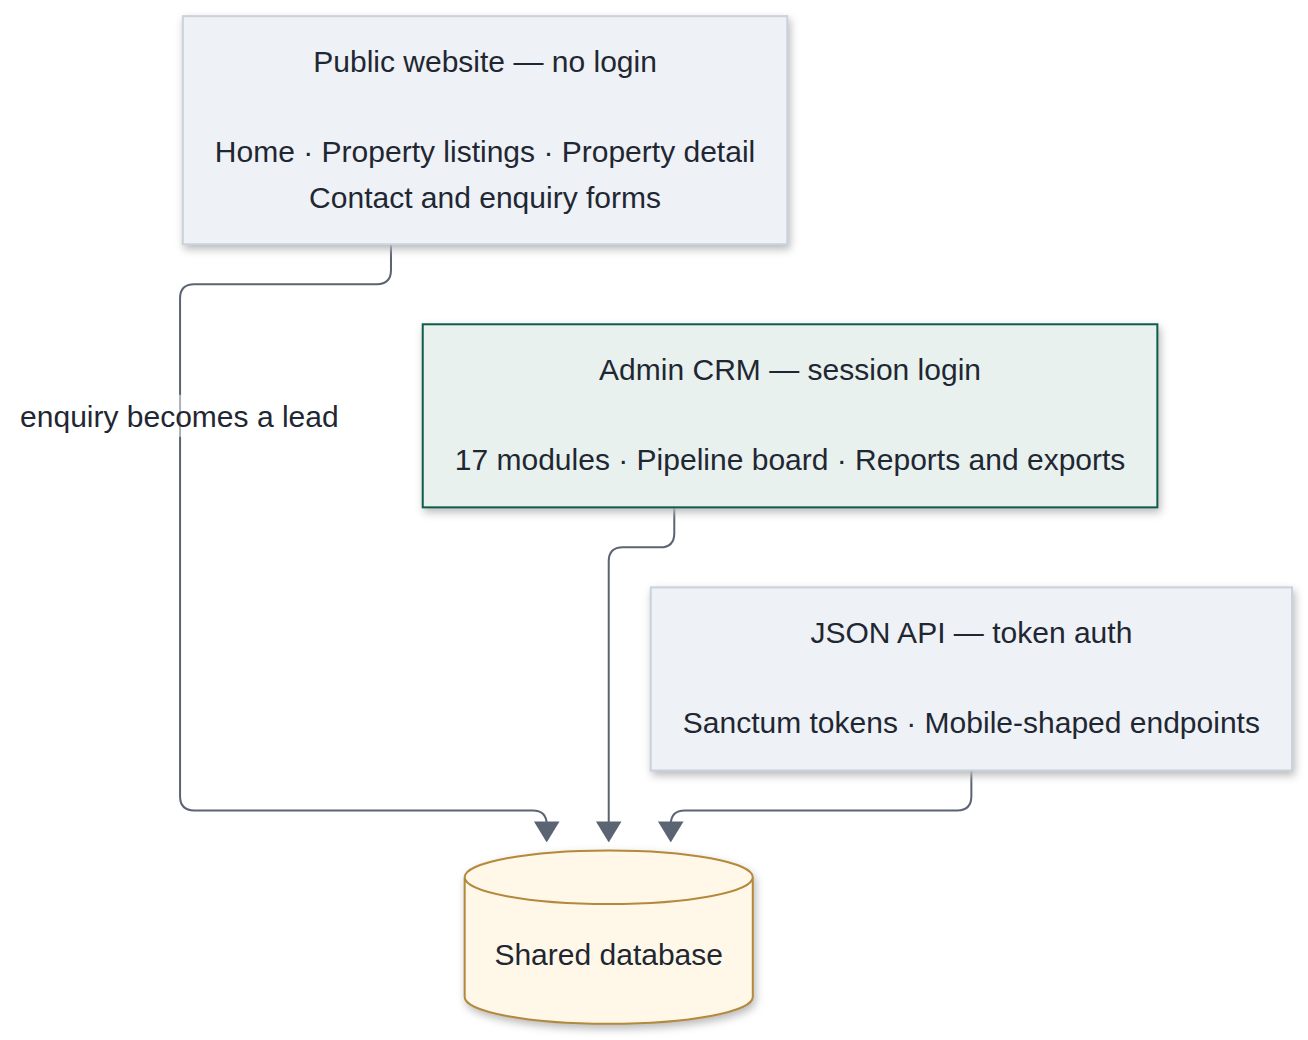 Public website — no login
Home · Property listings · Property detail
Contact and enquiry forms
Admin CRM — session login
enquiry becomes a lead
17 modules · Pipeline board · Reports and exports
JSON API — token auth
Sanctum tokens · Mobile-shaped endpoints
Shared database